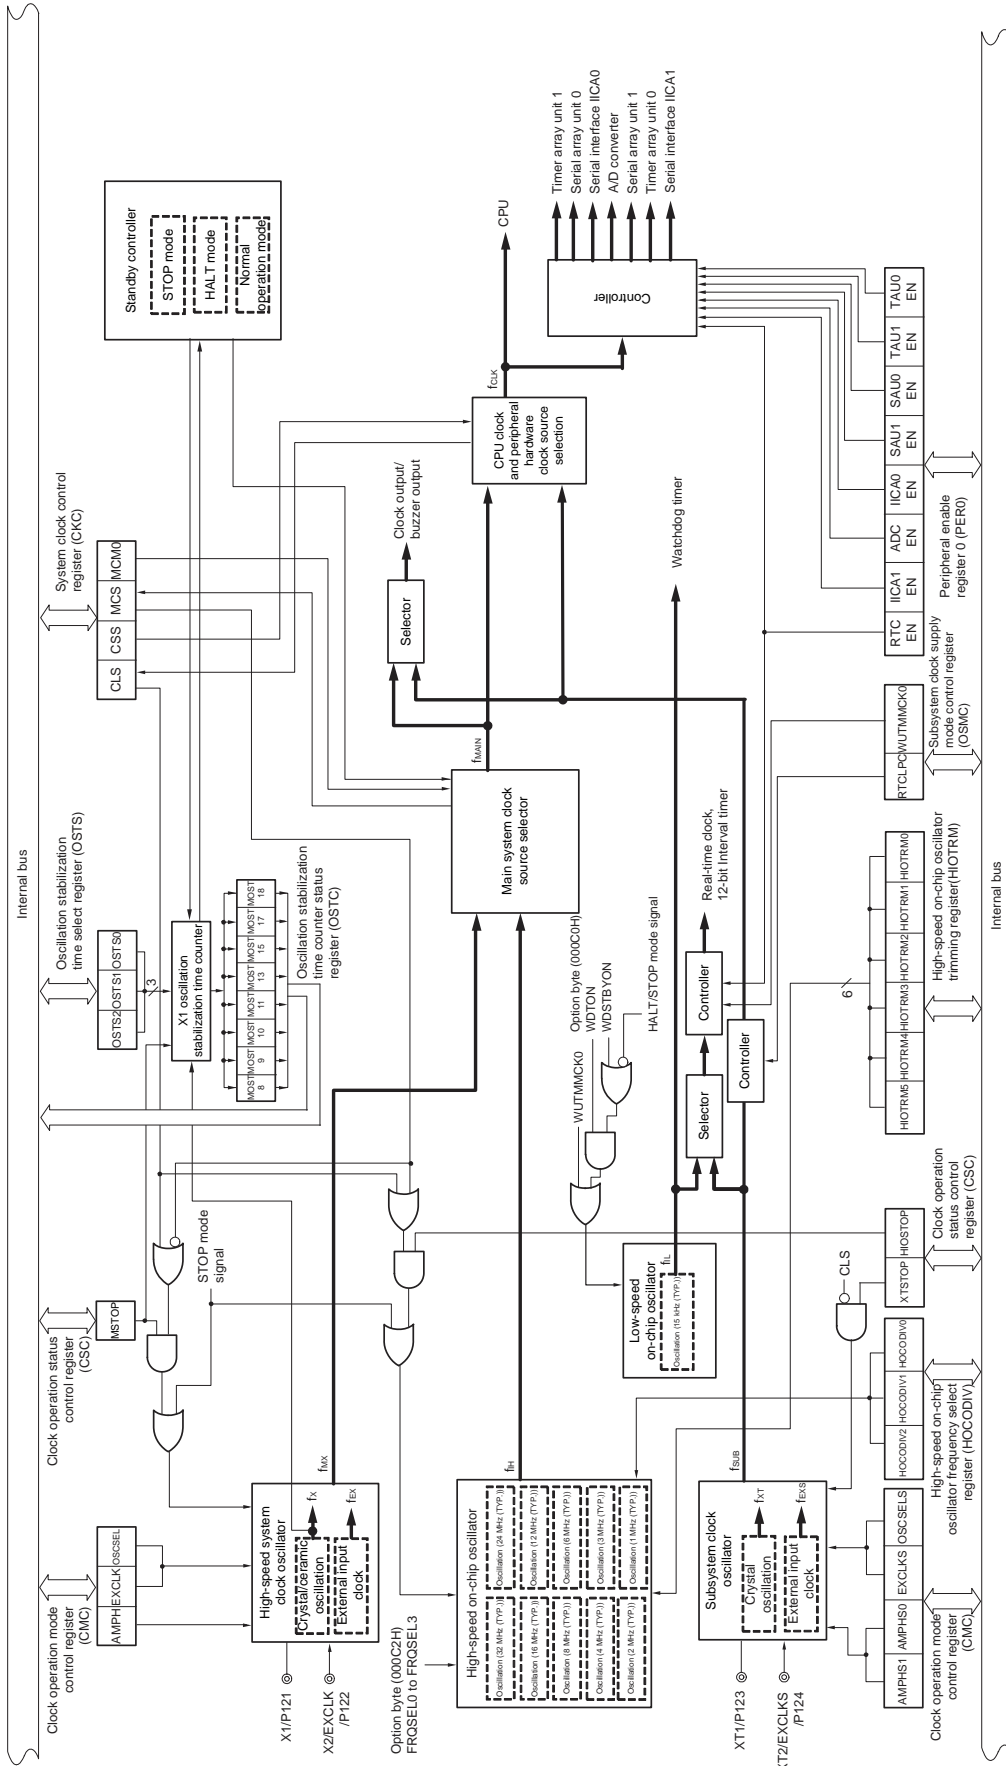 Internal bus
Clock operation mode
control register
(CMC)
AMPH
EXCLK
OSCSEL
Clock operation status
control register
(CSC)
MSTOP
Oscillation stabilization
time select register (OSTS)
OSTS2
OSTS1
OSTS0
3
System clock control
register (CKC)
CLS
CSS
MCS
MCM0
Standby controller
STOP mode
HALT mode
Normal
operation mode
X1 oscillation
stabilization time counter
MOST
8
MOST
9
MOST
10
MOST
11
MOST
13
MOST
15
MOST
17
MOST
18
Oscillation stabilization
time counter status
register (OSTC)
STOP mode
signal
X1/P121
X2/EXCLK
/P122
High-speed system
clock oscillator
Crystal/ceramic
oscillation
fX
External input
clock
fEX
fMX
Option byte (000C2H)
FRQSEL0 to FRQSEL3
High-speed on-chip oscillator
Oscillation (32 MHz (TYP.))
Oscillation (24 MHz (TYP.))
Oscillation (16 MHz (TYP.))
Oscillation (12 MHz (TYP.))
Oscillation (8 MHz (TYP.))
Oscillation (6 MHz (TYP.))
Oscillation (4 MHz (TYP.))
Oscillation (3 MHz (TYP.))
Oscillation (2 MHz (TYP.))
Oscillation (1 MHz (TYP.))
fIH
Main system clock
source selector
fMAIN
Selector
Clock output/
buzzer output
CPU clock
and peripheral
hardware
clock source
selection
fCLK
CPU
Controller
Timer array unit 1
Serial array unit 0
Serial interface IICA0
A/D converter
Serial array unit 1
Timer array unit 0
Serial interface IICA1
WUTMMCK0
Option byte (000C0H)
WDTON
WDSTBYON
HALT/STOP mode signal
Low-speed
on-chip oscillator
Oscillation (15 kHz (TYP.))
fIL
Watchdog timer
Selector
Controller
Real-time clock,
12-bit Interval timer
Controller
XT1/P123
XT2/EXCLKS
/P124
Subsystem clock
oscillator
Crystal
oscillation
fXT
External input
clock
fEXS
fSUB
CLS
6
AMPHS1
AMPHS0
EXCLKS
OSCSELS
Clock operation mode
control register
(CMC)
HOCODIV2
HOCODIV1
HOCODIV0
High-speed on-chip
oscillator frequency select
register (HOCODIV)
XTSTOP
HIOSTOP
Clock operation
status control
register (CSC)
HIOTRM5
HIOTRM4
HIOTRM3
HIOTRM2
HIOTRM1
HIOTRM0
High-speed on-chip oscillator
trimming register(HIOTRM)
RTCLPC
WUTMMCK0
Subsystem clock supply
mode control register
(OSMC)
RTC
EN
IICA1
EN
ADC
EN
IICA0
EN
SAU1
EN
SAU0
EN
TAU1
EN
TAU0
EN
Peripheral enable
register 0 (PER0)
Internal bus